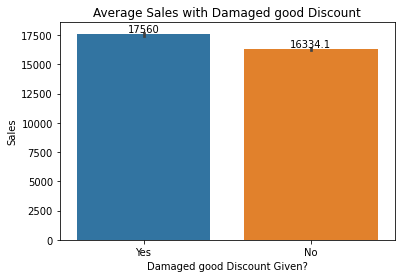 Average Sales with Damaged good Discount
17560
16334.1
17500
15000
12500
10000
7500
5000
2500
0
Sales
Yes
No
Damaged good Discount Given?